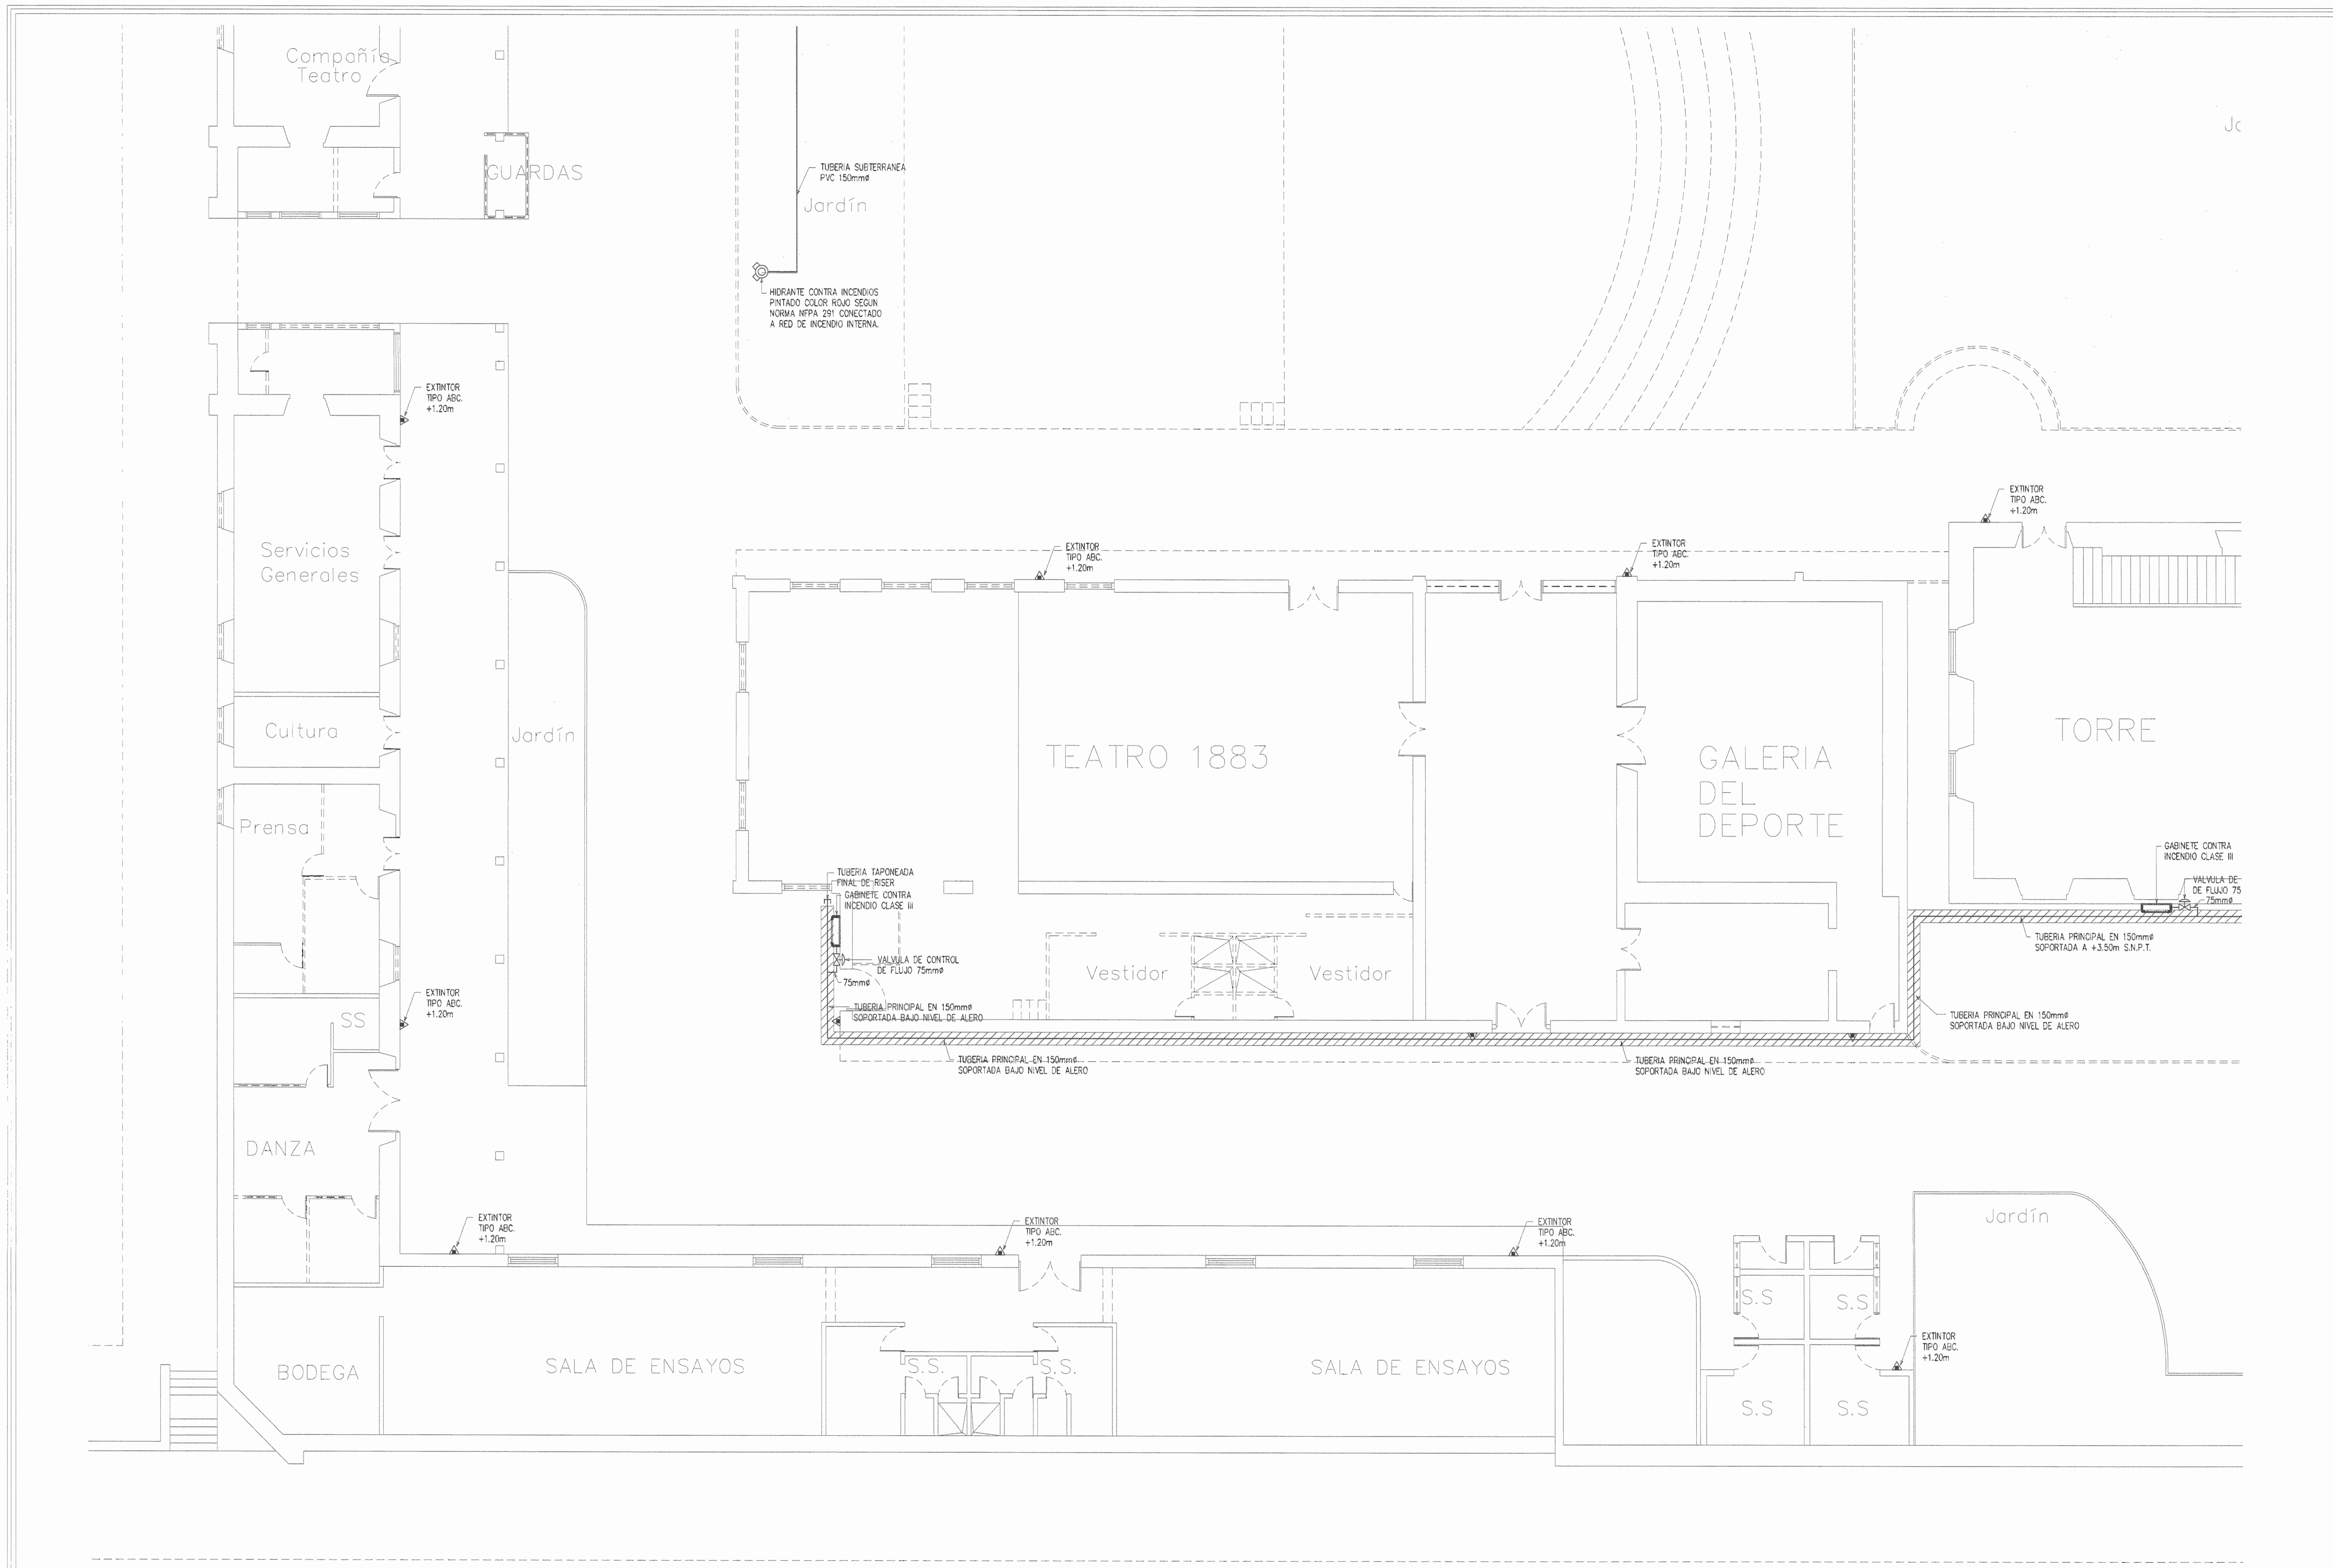 Compañía
Teatro
GUARDAS
TUBERIA SUBTERRANEA
PVC 150mmø
Jardín
HIDRANTE CONTRA INCENDIOS
PINTADO COLOR ROJO SEGUN
NORMA NFPA 291 CONECTADO
A RED DE INCENDIO INTERNA.
EXTINTOR
TIPO ABC.
+1.20m
EXTINTOR
TIPO ABC.
+1.20m
EXTINTOR
TIPO ABC.
+1.20m
EXTINTOR
TIPO ABC.
+1.20m
Servicios
Generales
Cultura
Jardín
TEATRO 1883
GALERIA
DEL
DEPORTE
TORRE
Prensa
GABINETE CONTRA
INCENDIO CLASE III
VALVULA DE
DE FLUJO 75
75mmø
TUBERIA TAPONEADA
FINAL DE RISER
GABINETE CONTRA
INCENDIO CLASE III
TUBERIA PRINCIPAL EN 150mmø
SOPORTADA A +3.50m S.N.P.T.
VALVULA DE CONTROL
DE FLUJO 75mmø
75mmø
Vestidor
Vestidor
EXTINTOR
TIPO ABC.
+1.20m
SS
TUBERIA PRINCIPAL EN 150mmø
SOPORTADA BAJO NIVEL DE ALERO
TUBERIA PRINCIPAL EN 150mmø
SOPORTADA BAJO NIVEL DE ALERO
TUBERIA PRINCIPAL EN 150mmø
SOPORTADA BAJO NIVEL DE ALERO
TUBERIA PRINCIPAL EN 150mmø
SOPORTADA BAJO NIVEL DE ALERO
DANZA
EXTINTOR
TIPO ABC.
+1.20m
EXTINTOR
TIPO ABC.
+1.20m
EXTINTOR
TIPO ABC.
+1.20m
Jardín
S.S
S.S
EXTINTOR
TIPO ABC.
+1.20m
BODEGA
SALA DE ENSAYOS
S.S.
S.S.
SALA DE ENSAYOS
S.S
S.S